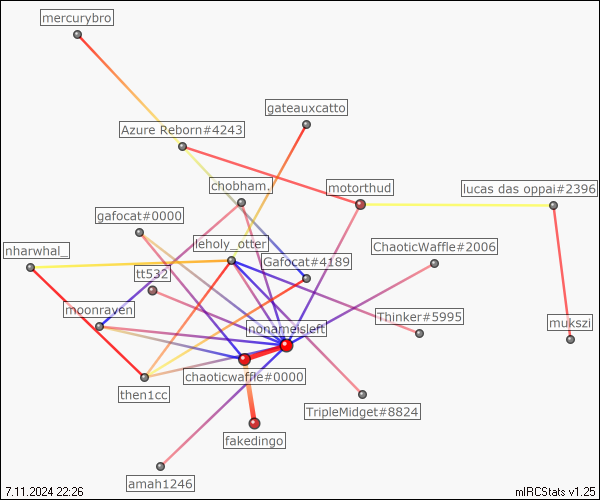 mercurybro
gateauxcatto
Azure Reborn#4243
chobham.
motorthud
lucas das oppai#2396
gafocat#0000
leholy_otter
ChaoticWaffle#2006
nharwhal_
Gafocat#4189
tt532
moonraven
Thinker#5995
mukszi
nonameisleft
chaoticwaffle#0000
then1cc
TripleMidget#8824
fakedingo
amah1246
7.11.2024 22:26
mIRCStats v1.25